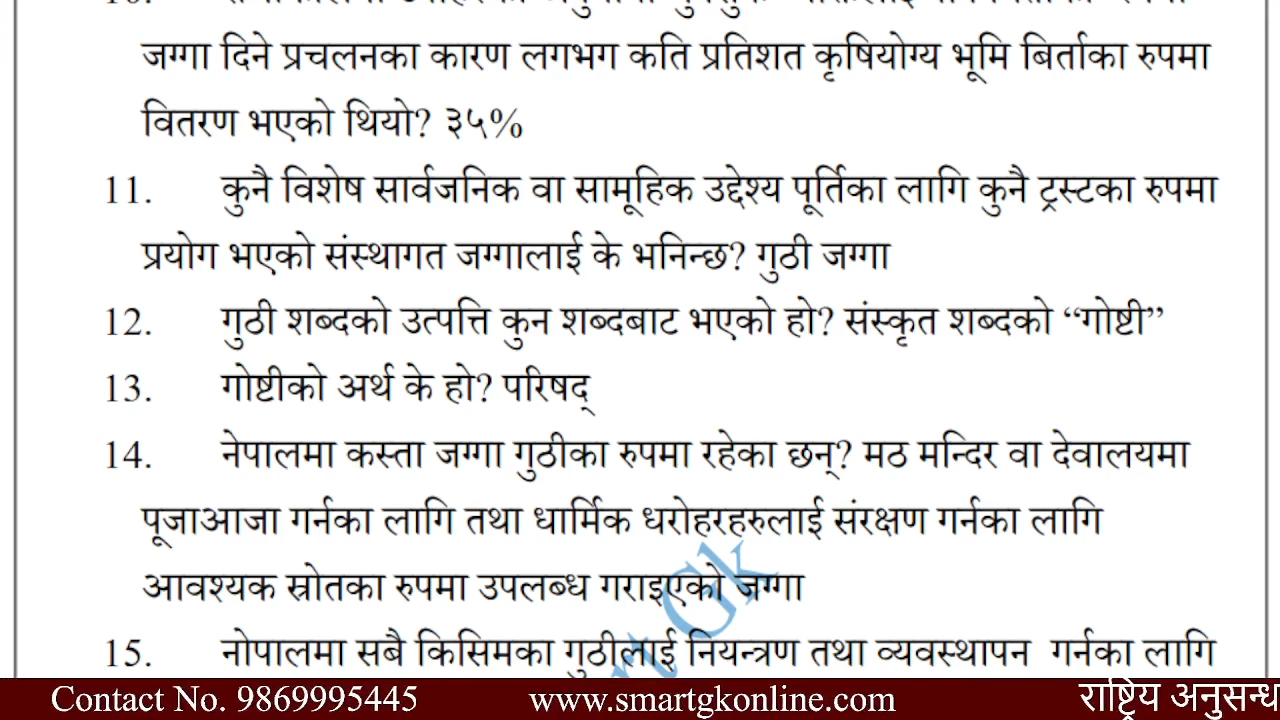 जग्गा दिने प्रचलनका कारण लगभग कति प्रतिशत कृषियोग्य भूमि बिर्ताका रुपमा
वितरण भएको थियो? ३५%
11. कुनै विशेष सार्वजनिक वा सामूहिक उद्देश्य पूर्तिका लागि कुनै ट्रस्टका रुपमा
प्रयोग भएको संस्थागत जग्गालाई के भनिन्छ? गुठी जग्गा
12. गुठी शब्दको उत्पत्ति कुन शब्दबाट भएको हो? संस्कृत शब्दको “गोष्टी”
13. गोष्टीको अर्थ के हो? परिषद्
14. नेपालमा कस्ता जग्गा गुठीका रुपमा रहेका छन्? मठ मन्दिर वा देवालयमा
पूजाआजा गर्नका लागि तथा धार्मिक धरोहरहरुलाई संरक्षण गर्नका लागि
आवश्यक स्रोतका रुपमा उपलब्ध गराइएको जग्गा
15. नोपालमा सबै किसिमका गुठीलाई नियन्त्रण तथा व्यवस्थापन गर्नका लागि
Gk
Contact No. 9869995445 www.smartgkonline.com राष्ट्रिय अनुसन्ध